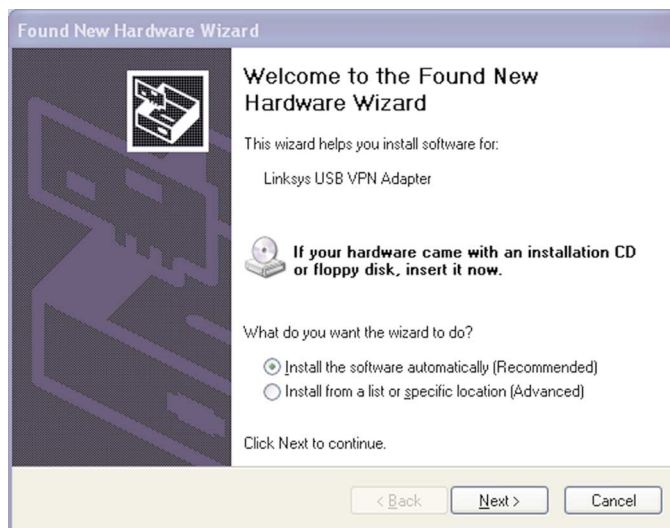 Found New Hardware Wizard
Welcome to the Found New
Hardware Wizard
This wizard helps you install software for:
Linksys USB VPN Adapter
If your hardware came with an installation CD
or floppy disk, insert it now.
What do you want the wizard to do?
Install the software automatically (Recommended)
Install from a list or specific location (Advanced)
Click Next to continue.
< Back
Next >
Cancel